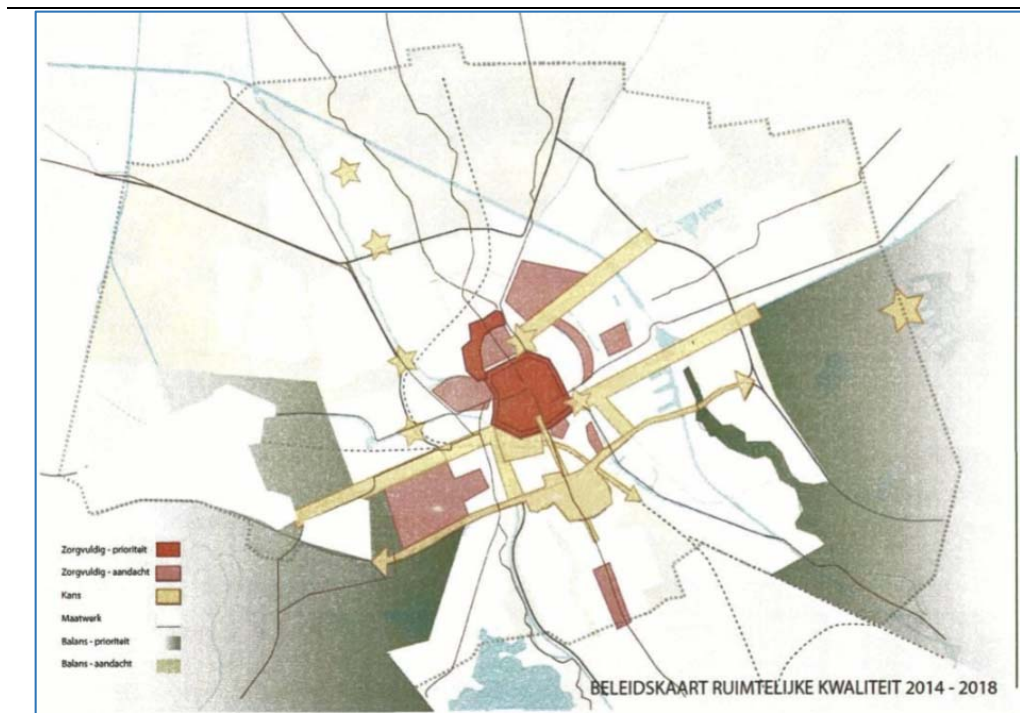 Zorgvuldig - prioriteit
Zorgvuldig - aandacht
Kans
Maatwerk
Balans - prioriteit
Balans - aandacht
BELEIDSKAART RUIMTELIJKE KWALITEIT 2014 - 2018